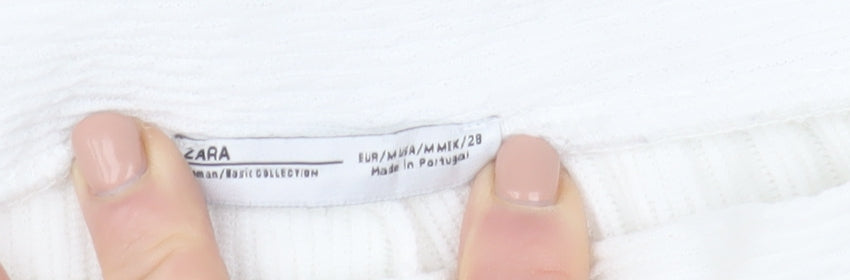 ZARA
man/Basic COLLECTION
EUR/M USA/M MEX/28
Made in Portugal